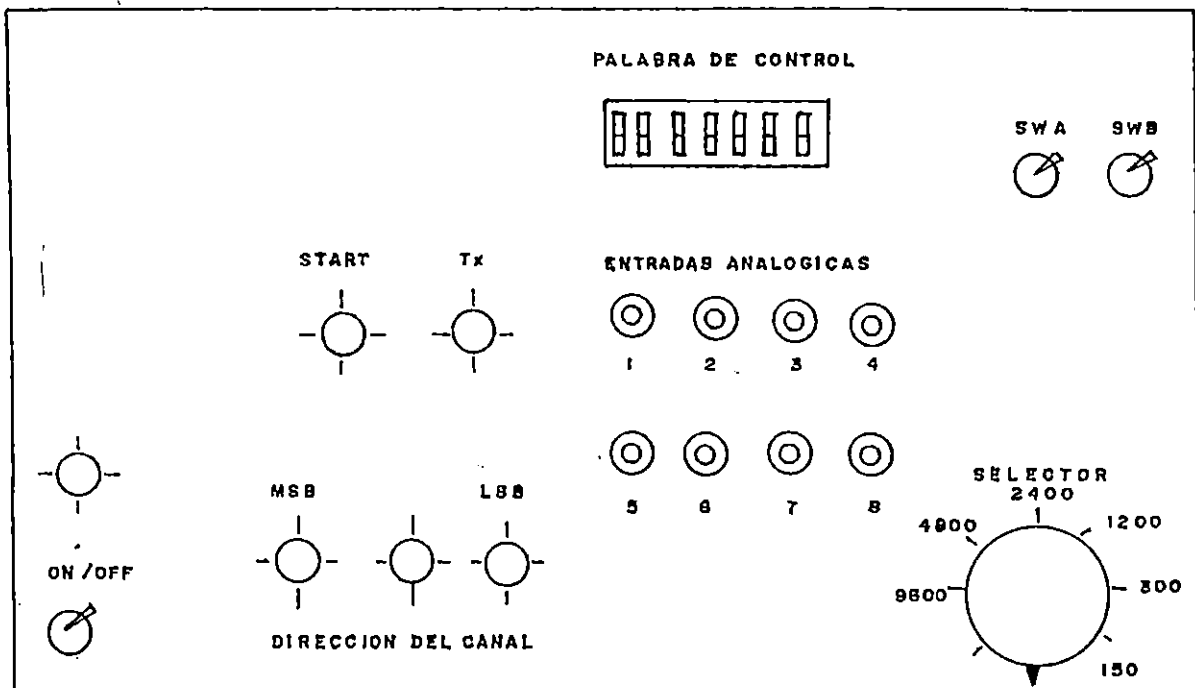 PALABRA DE CONTROL
SWA SWB
START Tx
ENTRADAS ANALOGICAS
1 2 3 4
MSB LSB
5 6 7 8
SELECTOR
2400
4800 1200
ON/OFF
9600 300
DIRECCION DEL CANAL
150